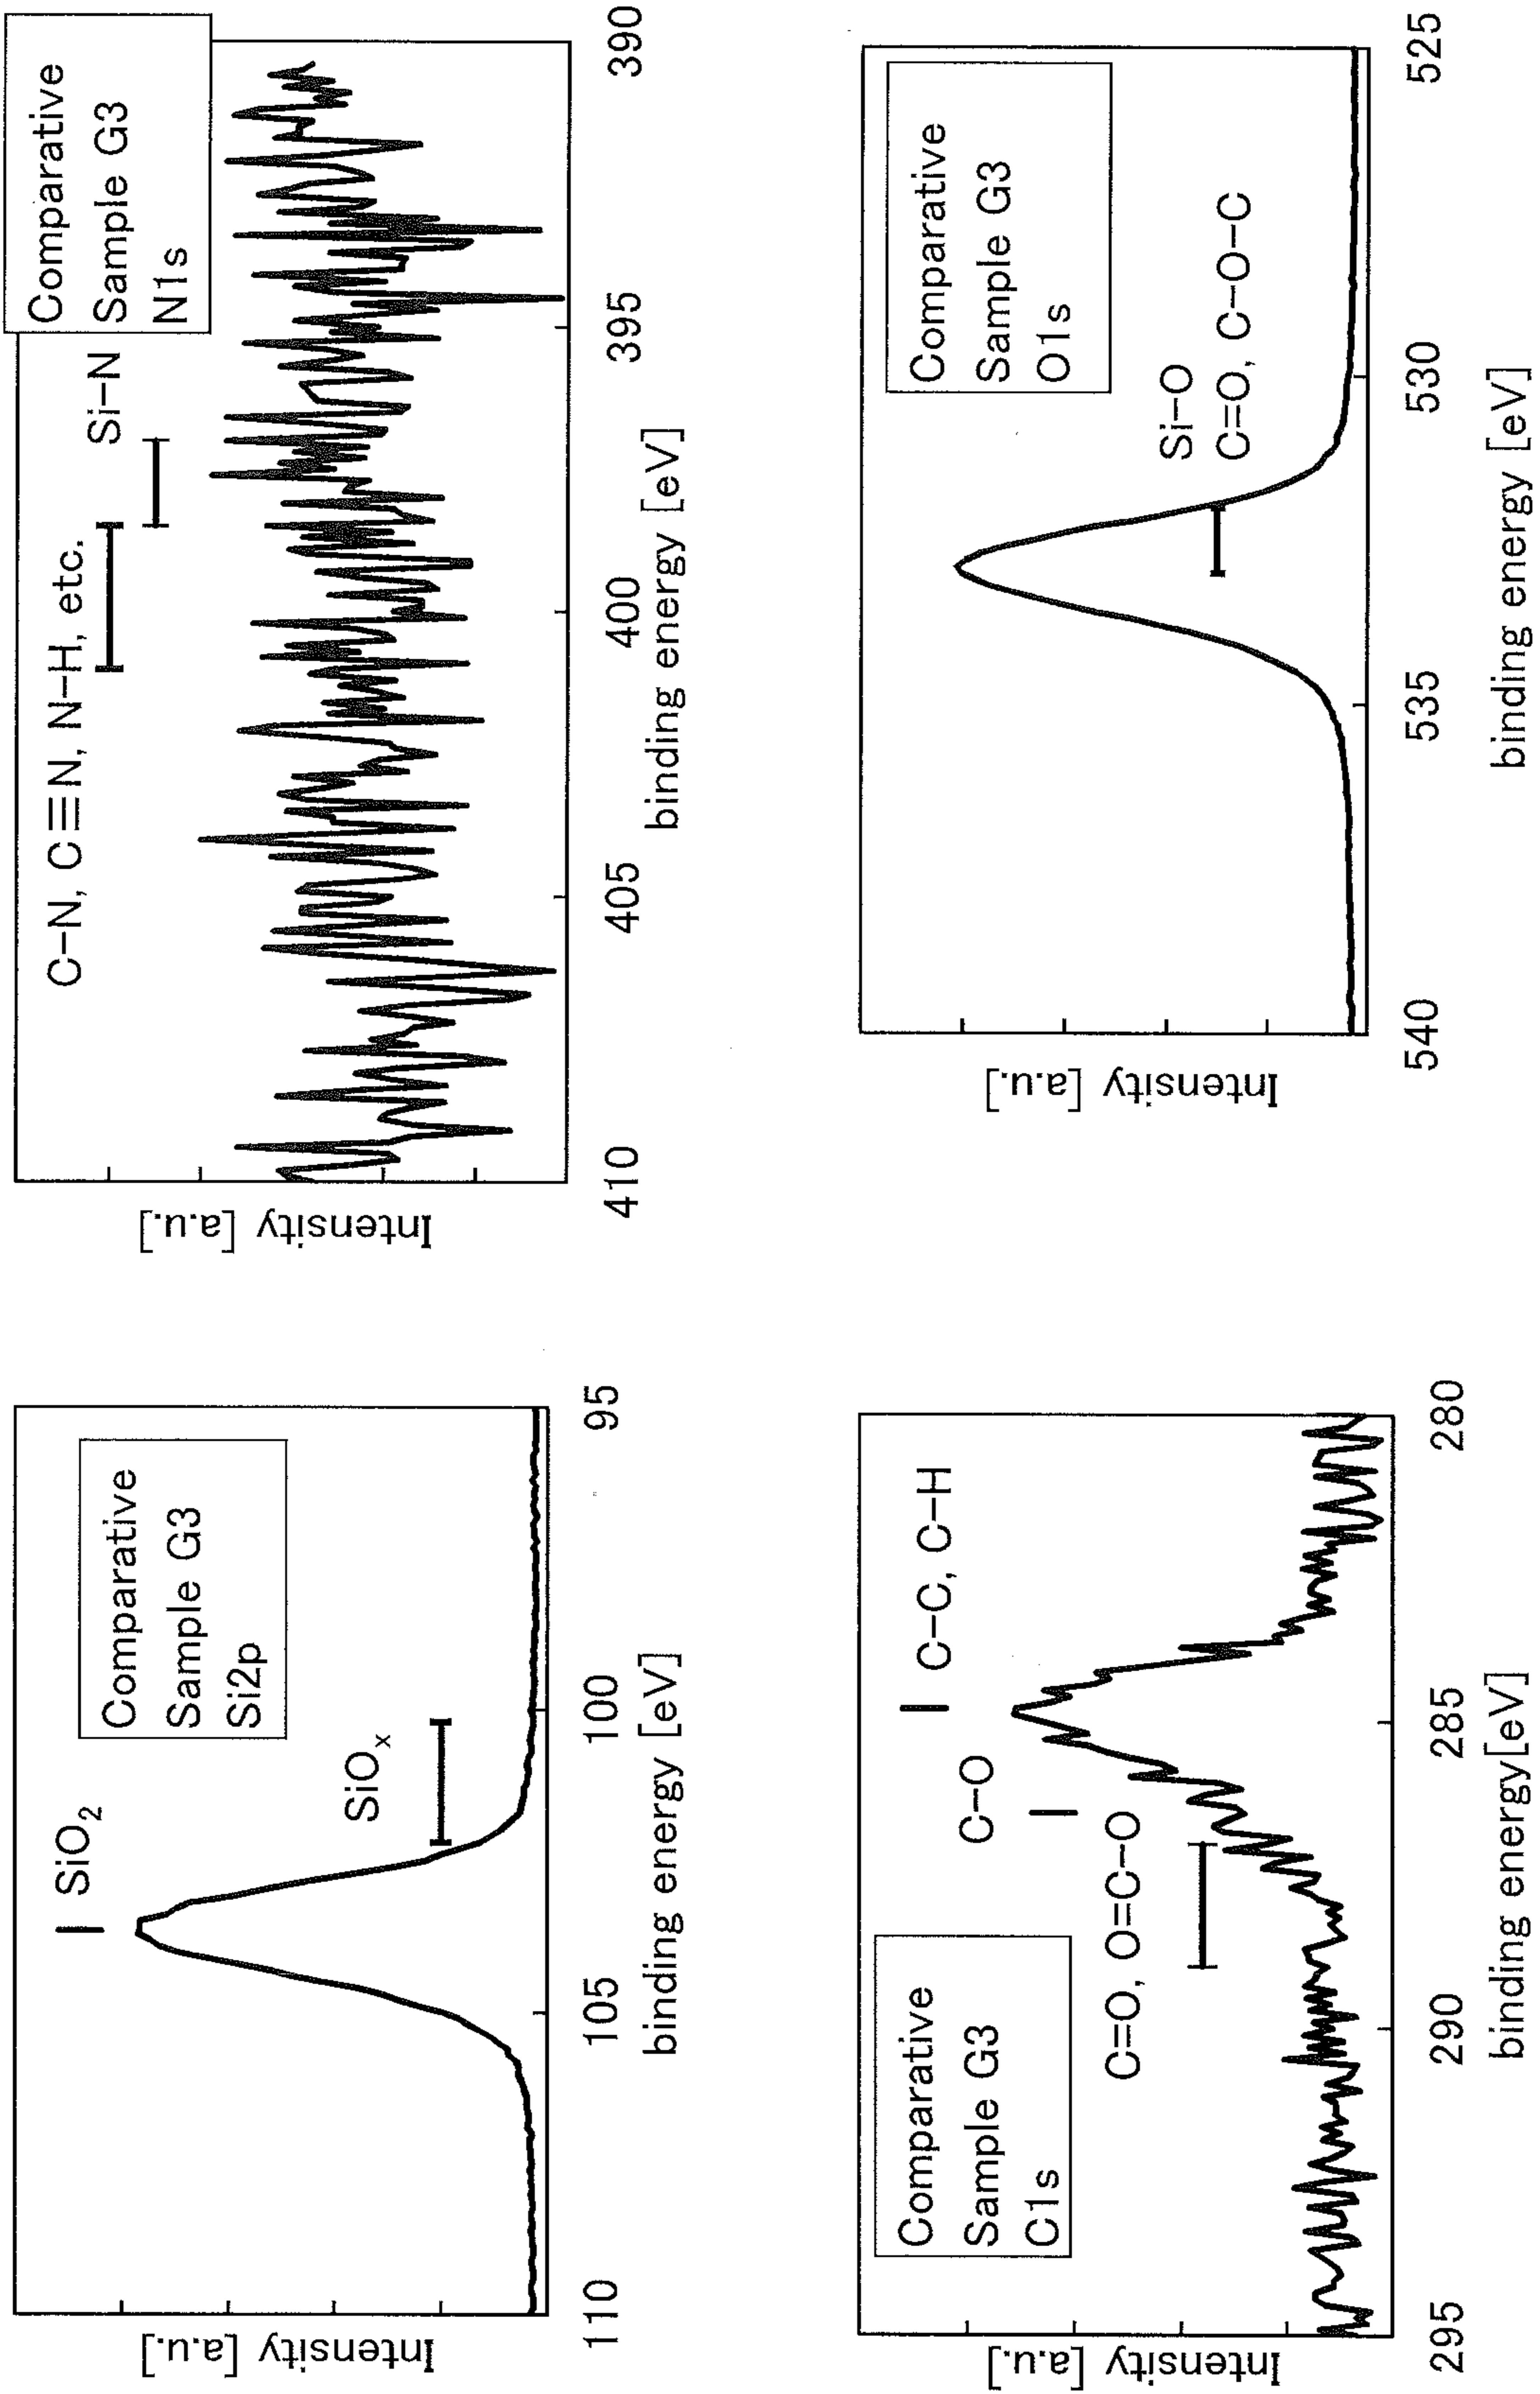 Comparative
Sample G3
Si2p
SiO2
SiOx
Intensity [a.u.]
110
105
100
95
binding energy [eV]
Comparative
Sample G3
N1s
C-N, C≡N, N-H, etc.
Si-N
Intensity [a.u.]
410
405
400
395
390
binding energy [eV]
Comparative
Sample G3
C1s
C=O, O=C-O
C-O
C-C, C-H
Intensity [a.u.]
295
290
285
280
binding energy[eV]
Comparative
Sample G3
O1s
Si-O
C=O, C-O-C
Intensity [a.u.]
540
535
530
525
binding energy [eV]